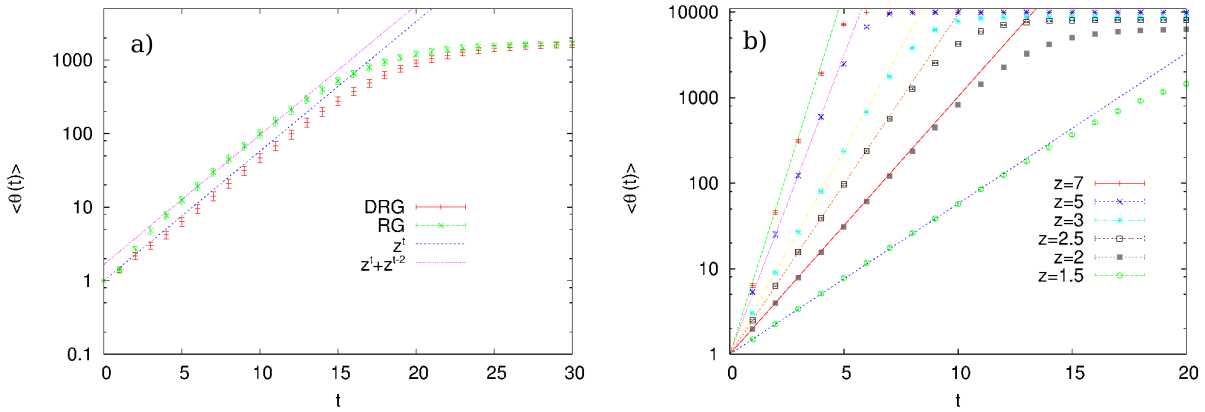 a)
1000
100
10
1
0.1
<θ (t)>
0 5 10 15 20 25 30
t
DRG
RG
z^t
z^t+z^t-2
b)
10000
1000
100
10
1
<θ (t)>
0 5 10 15 20
t
z=7
z=5
z=3
z=2.5
z=2
z=1.5